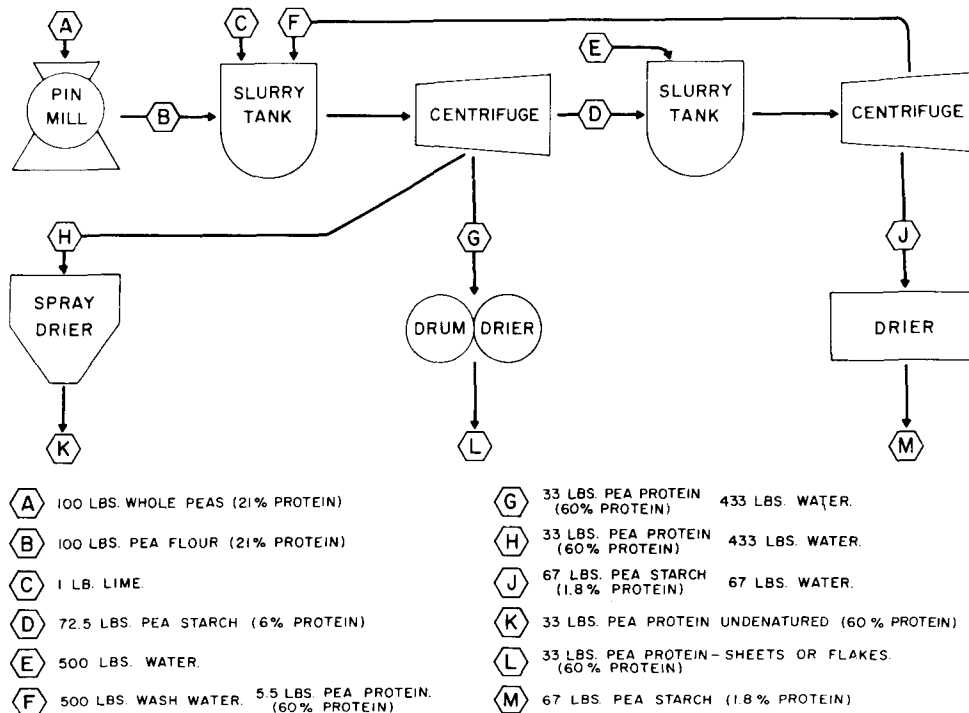 A
C
F
E
PIN
MILL
B
SLURRY
TANK
CENTRIFUGE
D
SLURRY
TANK
CENTRIFUGE
H
G
J
SPRAY
DRIER
DRUM DRIER
DRIER
K
L
M
A 100 LBS. WHOLE PEAS (21% PROTEIN)
B 100 LBS. PEA FLOUR (21% PROTEIN)
C 1 LB. LIME.
D 72.5 LBS. PEA STARCH (6% PROTEIN)
E 500 LBS. WATER.
F 500 LBS. WASH WATER. 5.5 LBS. PEA PROTEIN.
(60% PROTEIN)
G 33 LBS. PEA PROTEIN 433 LBS. WATER.
(60% PROTEIN)
H 33 LBS. PEA PROTEIN 433 LBS. WATER.
(60% PROTEIN)
J 67 LBS. PEA STARCH 67 LBS. WATER.
(1.8% PROTEIN)
K 33 LBS. PEA PROTEIN UNDENATURED (60% PROTEIN)
L 33 LBS. PEA PROTEIN – SHEETS OR FLAKES.
(60% PROTEIN)
M 67 LBS. PEA STARCH (1.8% PROTEIN)